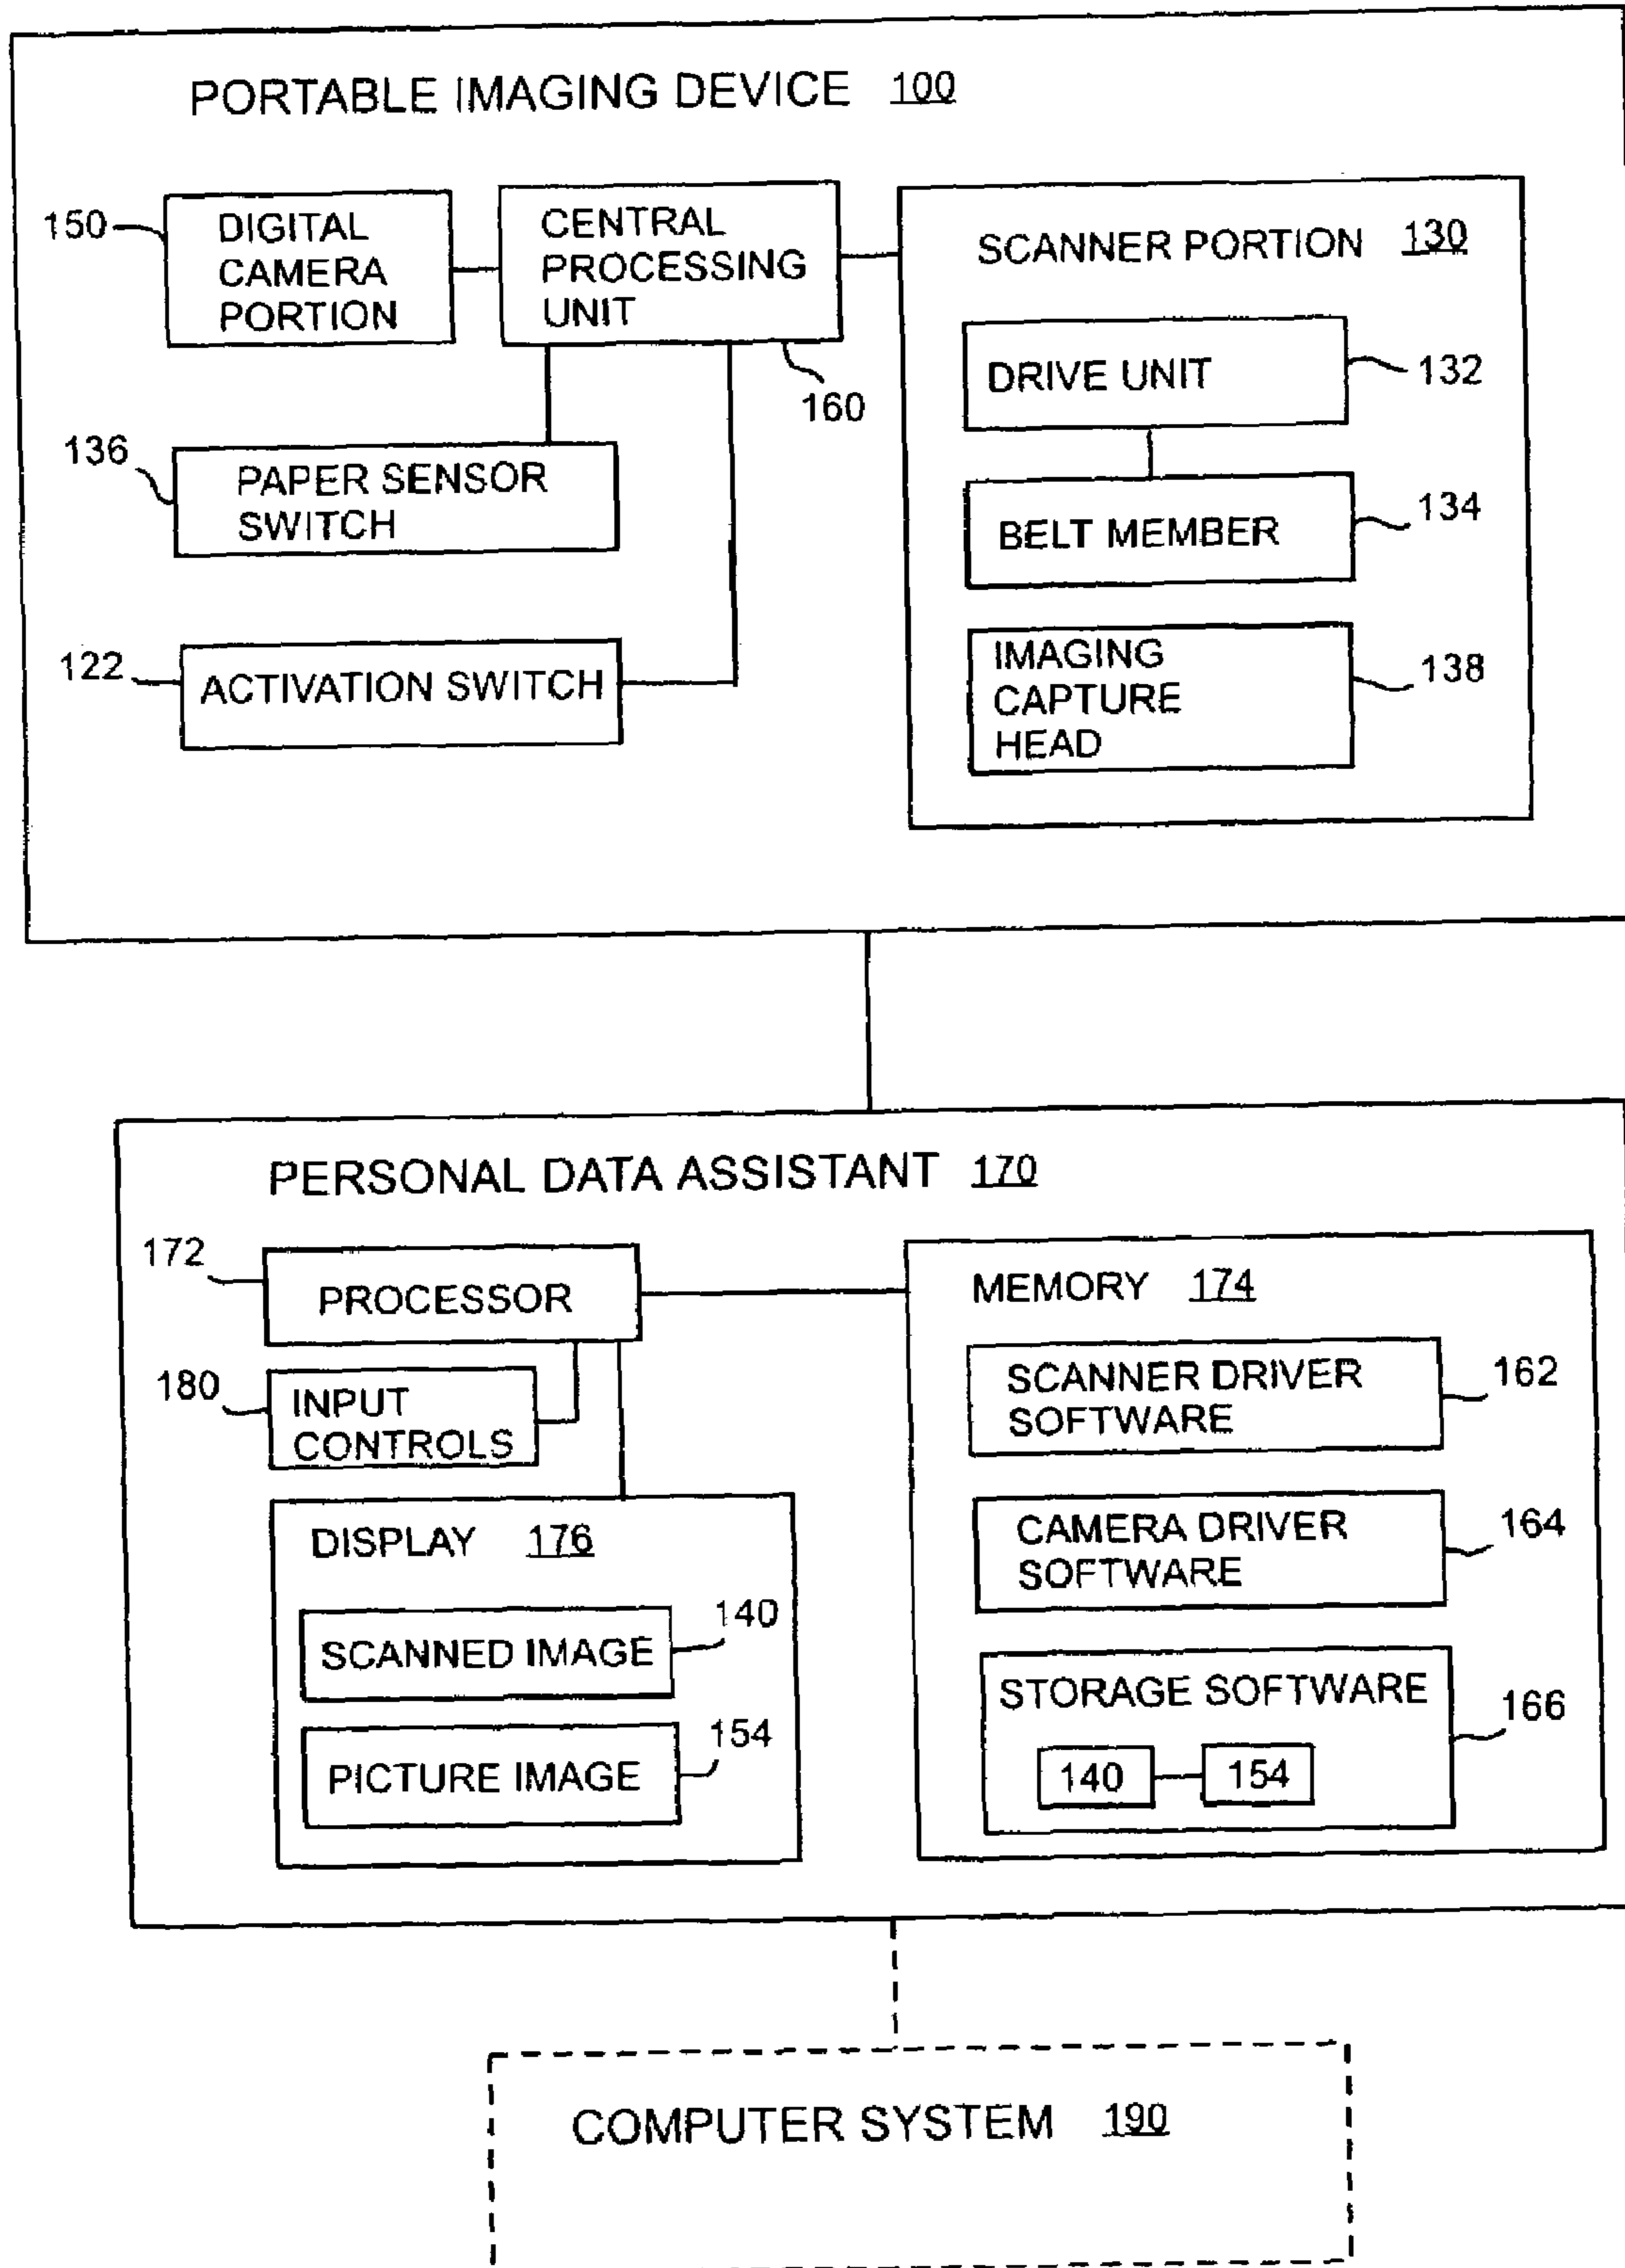 PORTABLE IMAGING DEVICE 100
150
DIGITAL
CAMERA
PORTION
CENTRAL
PROCESSING
UNIT
160
SCANNER PORTION 130
DRIVE UNIT
132
BELT MEMBER
134
IMAGING
CAPTURE
HEAD
138
136
PAPER SENSOR
SWITCH
122
ACTIVATION SWITCH
PERSONAL DATA ASSISTANT 170
172
PROCESSOR
180
INPUT
CONTROLS
DISPLAY 176
SCANNED IMAGE
140
PICTURE IMAGE
154
MEMORY 174
SCANNER DRIVER
SOFTWARE
162
CAMERA DRIVER
SOFTWARE
164
STORAGE SOFTWARE
166
140
154
COMPUTER SYSTEM 190